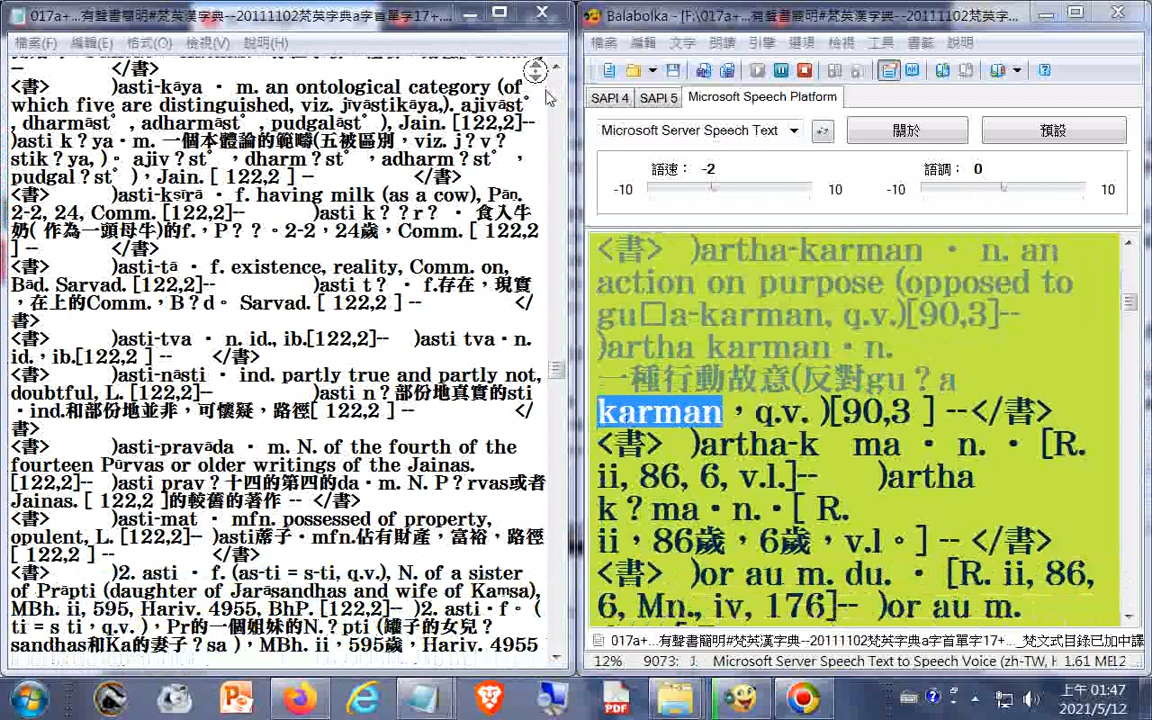 017a+...有聲書簡明#梵英漢字典--20111102梵英字典a字首單字17+...
檔案(F) 編輯(E) 格式(O) 檢視(V) 說明(H)
-- </書>
<書> )asti-kāya · m. an ontological category (of
which five are distinguished, viz. jīvāstikāya,). ajivāst°
, dharmāst°, adharmāst°, pudgalāst°), Jain. [122,2]--
)asti k?ya·m. 一個本體論的範疇(五被區別,viz. j?v?
stik?ya, )。 ajiv?st°,dharm?st°,adharm?st°,
pudgal?st°),Jain. [ 122,2 ] -- </書>
<書> )asti-kṣīrā · f. having milk (as a cow), Pāṇ.
2-2, 24, Comm. [122,2]-- )asti k??r? · 食入牛
奶( 作為一頭母牛)的f.,P??。2-2,24歲,Comm. [ 122,2
] -- </書>
<書> )asti-tā · f. existence, reality, Comm. on,
Bād. Sarvad. [122,2]-- )asti t? · f.存在,現實
,在上的Comm.,B?d。 Sarvad. [ 122,2 ] -- </
書>
<書> )asti-tva · n. id., ib.[122,2]-- )asti tva·n.
id.,ib.[122,2 ] -- </書>
<書> )asti-nāsti · ind. partly true and partly not,
doubtful, L. [122,2]-- )asti n?部份地真實的sti
·ind.和部份地並非,可懷疑,路徑[ 122,2 ] -- </
書>
<書> )asti-pravāda · m. N. of the fourth of the
fourteen Pūrvas or older writings of the Jainas.
[122,2]-- )asti prav?十四的第四的da·m. N. P?rvas或者
Jainas. [ 122,2 ]的較舊的著作 -- </書>
<書> )asti-mat · mfn. possessed of property,
opulent, L. [122,2]-- )asti蓆子·mfn.佔有財產,富裕,路徑
[ 122,2 ] -- </書>
<書> )2. asti · f. (as-ti = s-ti, q.v.), N. of a sister
of Prāpti (daughter of Jarāsandhas and wife of Kaṃsa),
MBh. ii, 595, Hariv. 4955, BhP. [122,2]-- )2. asti·f。 (
ti = s ti,q.v.),Pr的一個姐妹的N.?pti (罐子的女兒?
sandhas和Ka的妻子?sa ),MBh. ii,595歲,Hariv. 4955
Balabolka - [F:\017a+...有聲書簡明#梵英漢字典--20111102梵英字...
檔案 編輯 文字 朗讀 引擎 選項 檢視 工具 書籤 說明
SAPI 4 SAPI 5 Microsoft Speech Platform
Microsoft Server Speech Text 關於 預設
語速: -2 語調: 0
-10 10 -10 10
<書> )artha-karman · n. an
action on purpose (opposed to
gu□a-karman, q.v.)[90,3]--
)artha karman·n.
一種行動故意(反對gu?a
karman,q.v. )[90,3 ] --</書>
<書> )artha-k ma · n. · [R.
ii, 86, 6, v.l.]-- )artha
k?ma·n.·[ R.
ii,86歲,6歲,v.l。] -- </書>
<書> )or au m. du. · [R. ii, 86,
6, Mn., iv, 176]-- )or au m.
017a+...有聲書簡明#梵英漢字典--20111102梵英字典a字首單字17+..._梵文式目錄已加中譯
12% 9073: Microsoft Server Speech Text to Speech Voice (zh-TW, H 1.61 ME
上午 01:47
2021/5/12